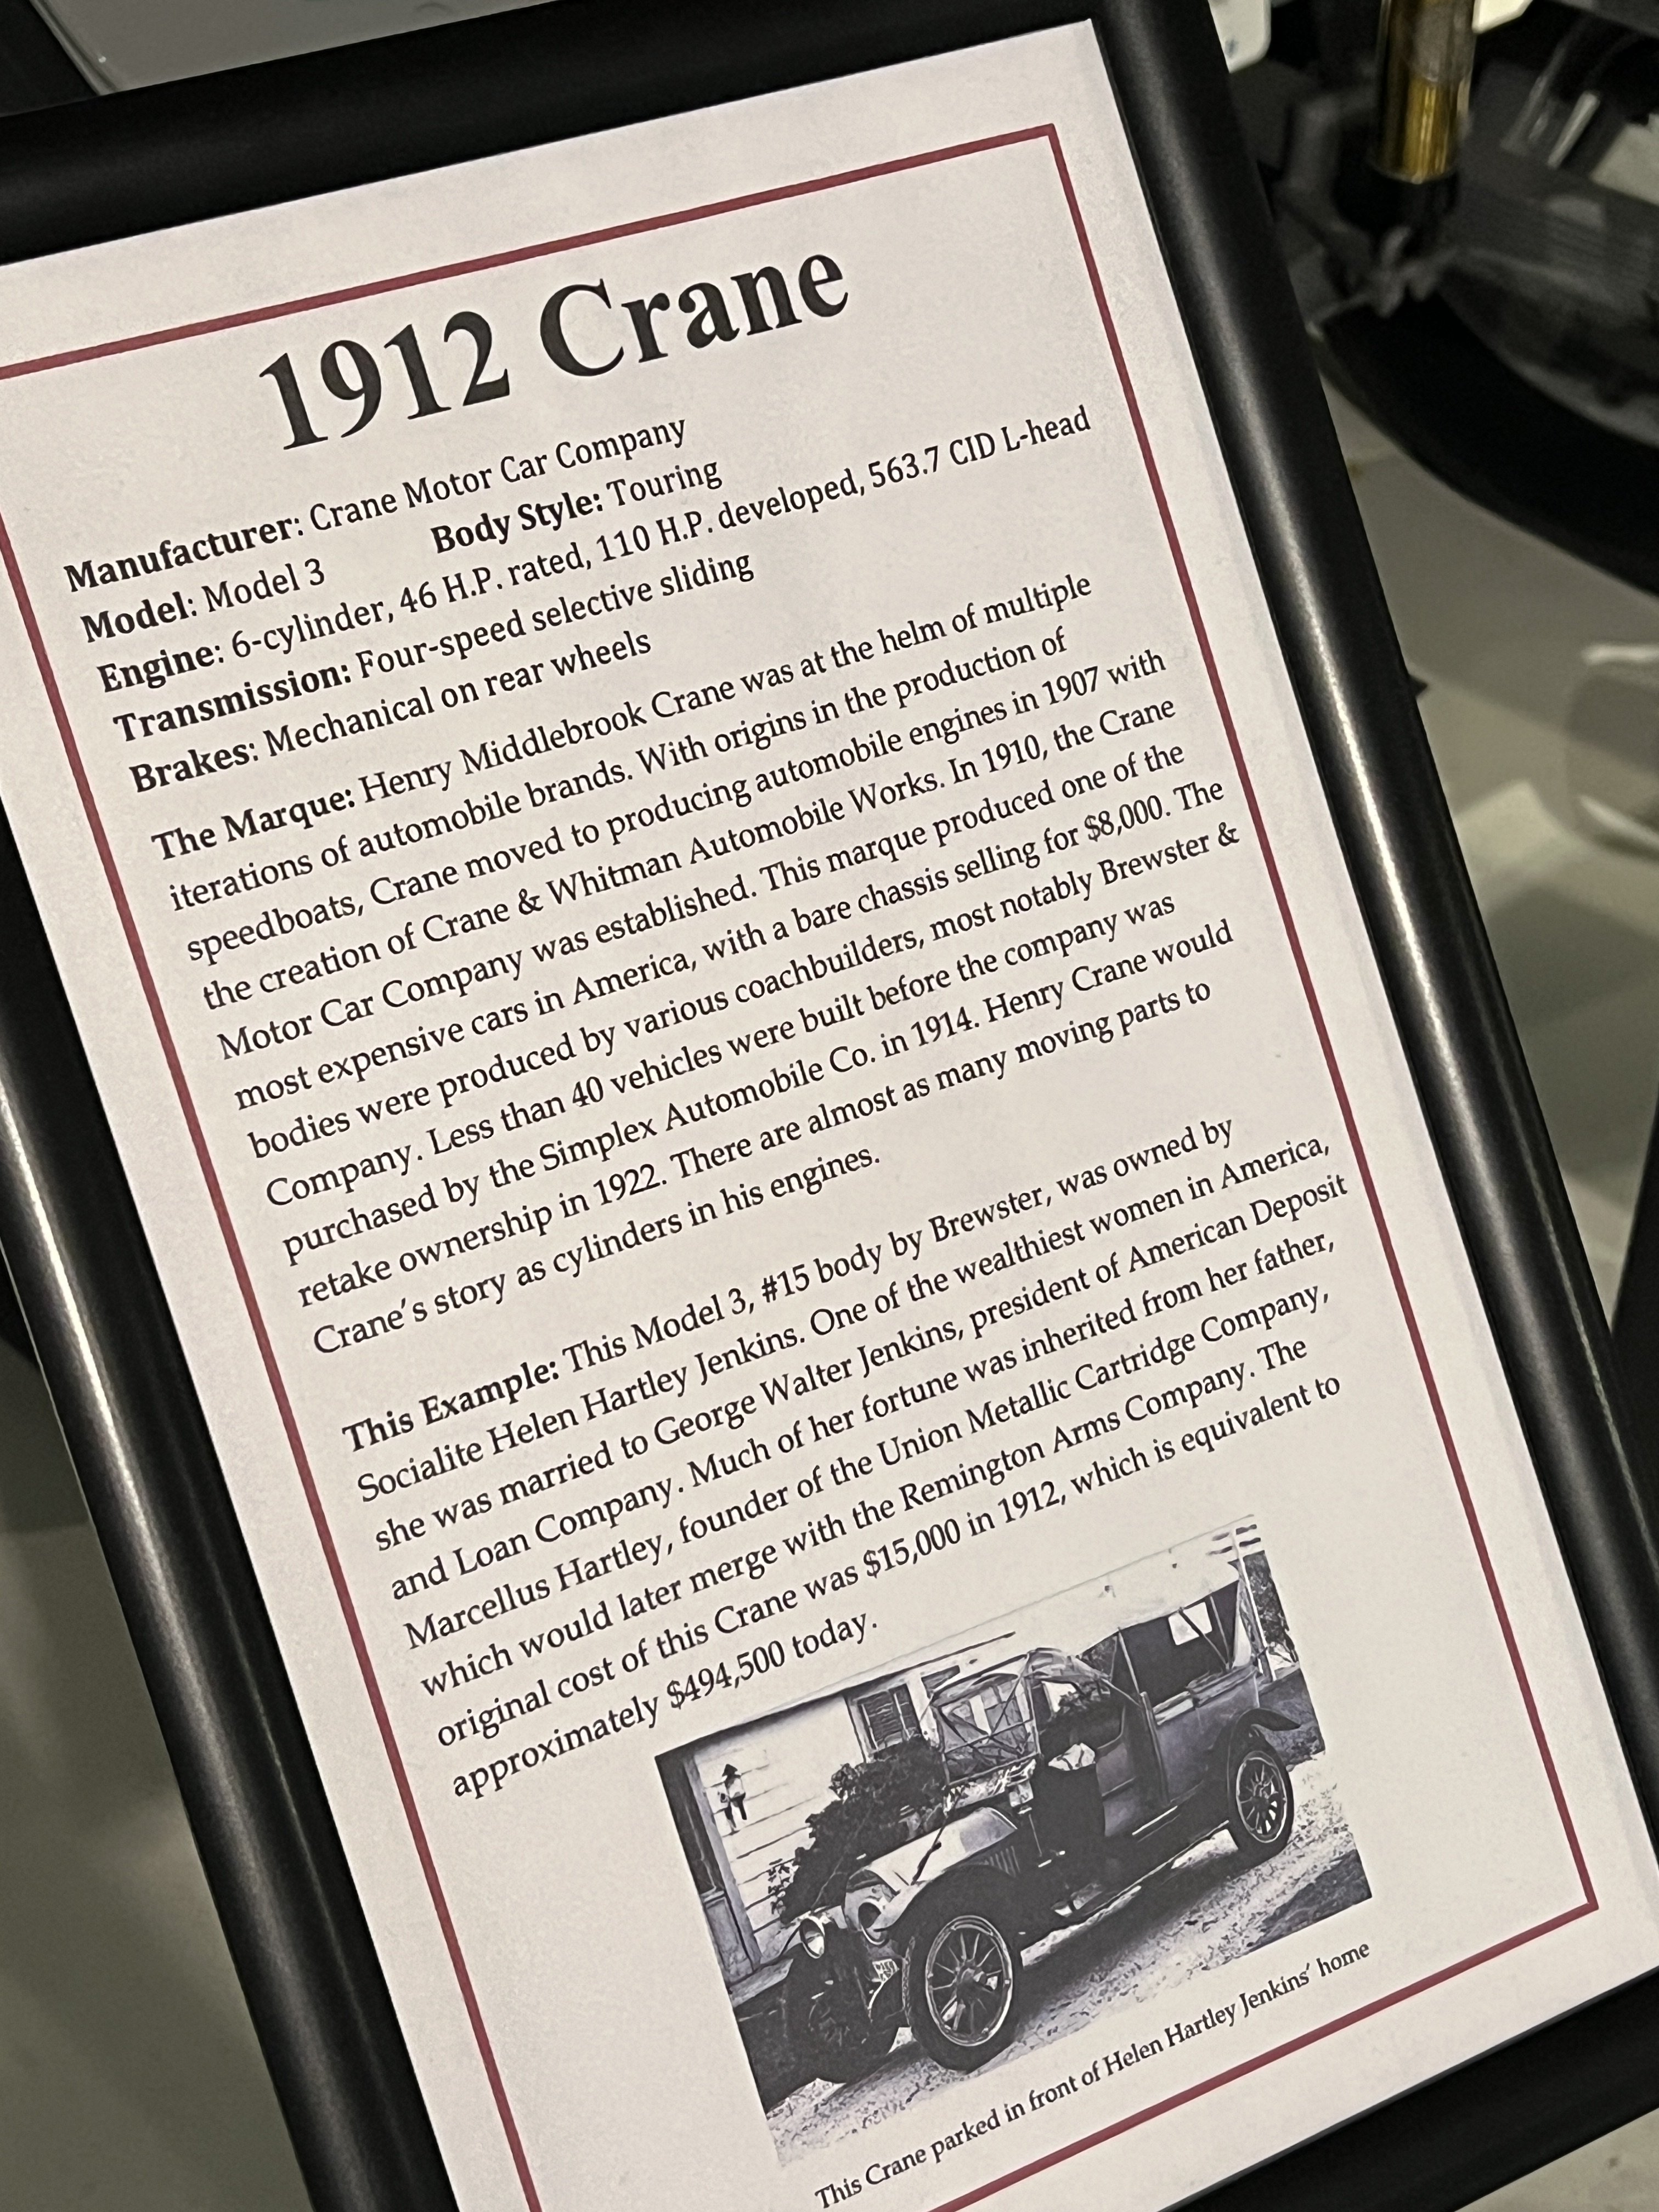 1912 Crane
Manufacturer: Crane Motor Car Company
Model: Model 3 Body Style: Touring
Engine: 6-cylinder, 46 H.P. rated, 110 H.P. developed, 563.7 CID L-head
Transmission: Four-speed selective sliding
Brakes: Mechanical on rear wheels
The Marque: Henry Middlebrook Crane was at the helm of multiple
iterations of automobile brands. With origins in the production of
speedboats, Crane moved to producing automobile engines in 1907 with
the creation of Crane & Whitman Automobile Works. In 1910, the Crane
Motor Car Company was established. This marque produced one of the
most expensive cars in America, with a bare chassis selling for $8,000. The
bodies were produced by various coachbuilders, most notably Brewster &
Company. Less than 40 vehicles were built before the company was
purchased by the Simplex Automobile Co. in 1914. Henry Crane would
retake ownership in 1922. There are almost as many moving parts to
Crane's story as cylinders in his engines.
This Example: This Model 3, #15 body by Brewster, was owned by
Socialite Helen Hartley Jenkins. One of the wealthiest women in America,
she was married to George Walter Jenkins, president of American Deposit
and Loan Company. Much of her fortune was inherited from her father,
Marcellus Hartley, founder of the Union Metallic Cartridge Company,
which would later merge with the Remington Arms Company. The
original cost of this Crane was $15,000 in 1912, which is equivalent to
approximately $494,500 today.
This Crane parked in front of Helen Hartley Jenkins' home